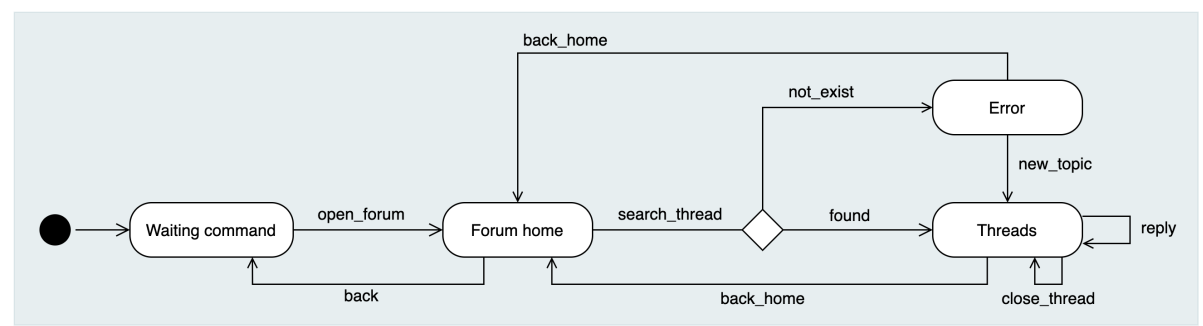 back_home
not_exist
Error
new_topic
Waiting command
open_forum
Forum home
search_thread
found
Threads
reply
back
back_home
close_thread